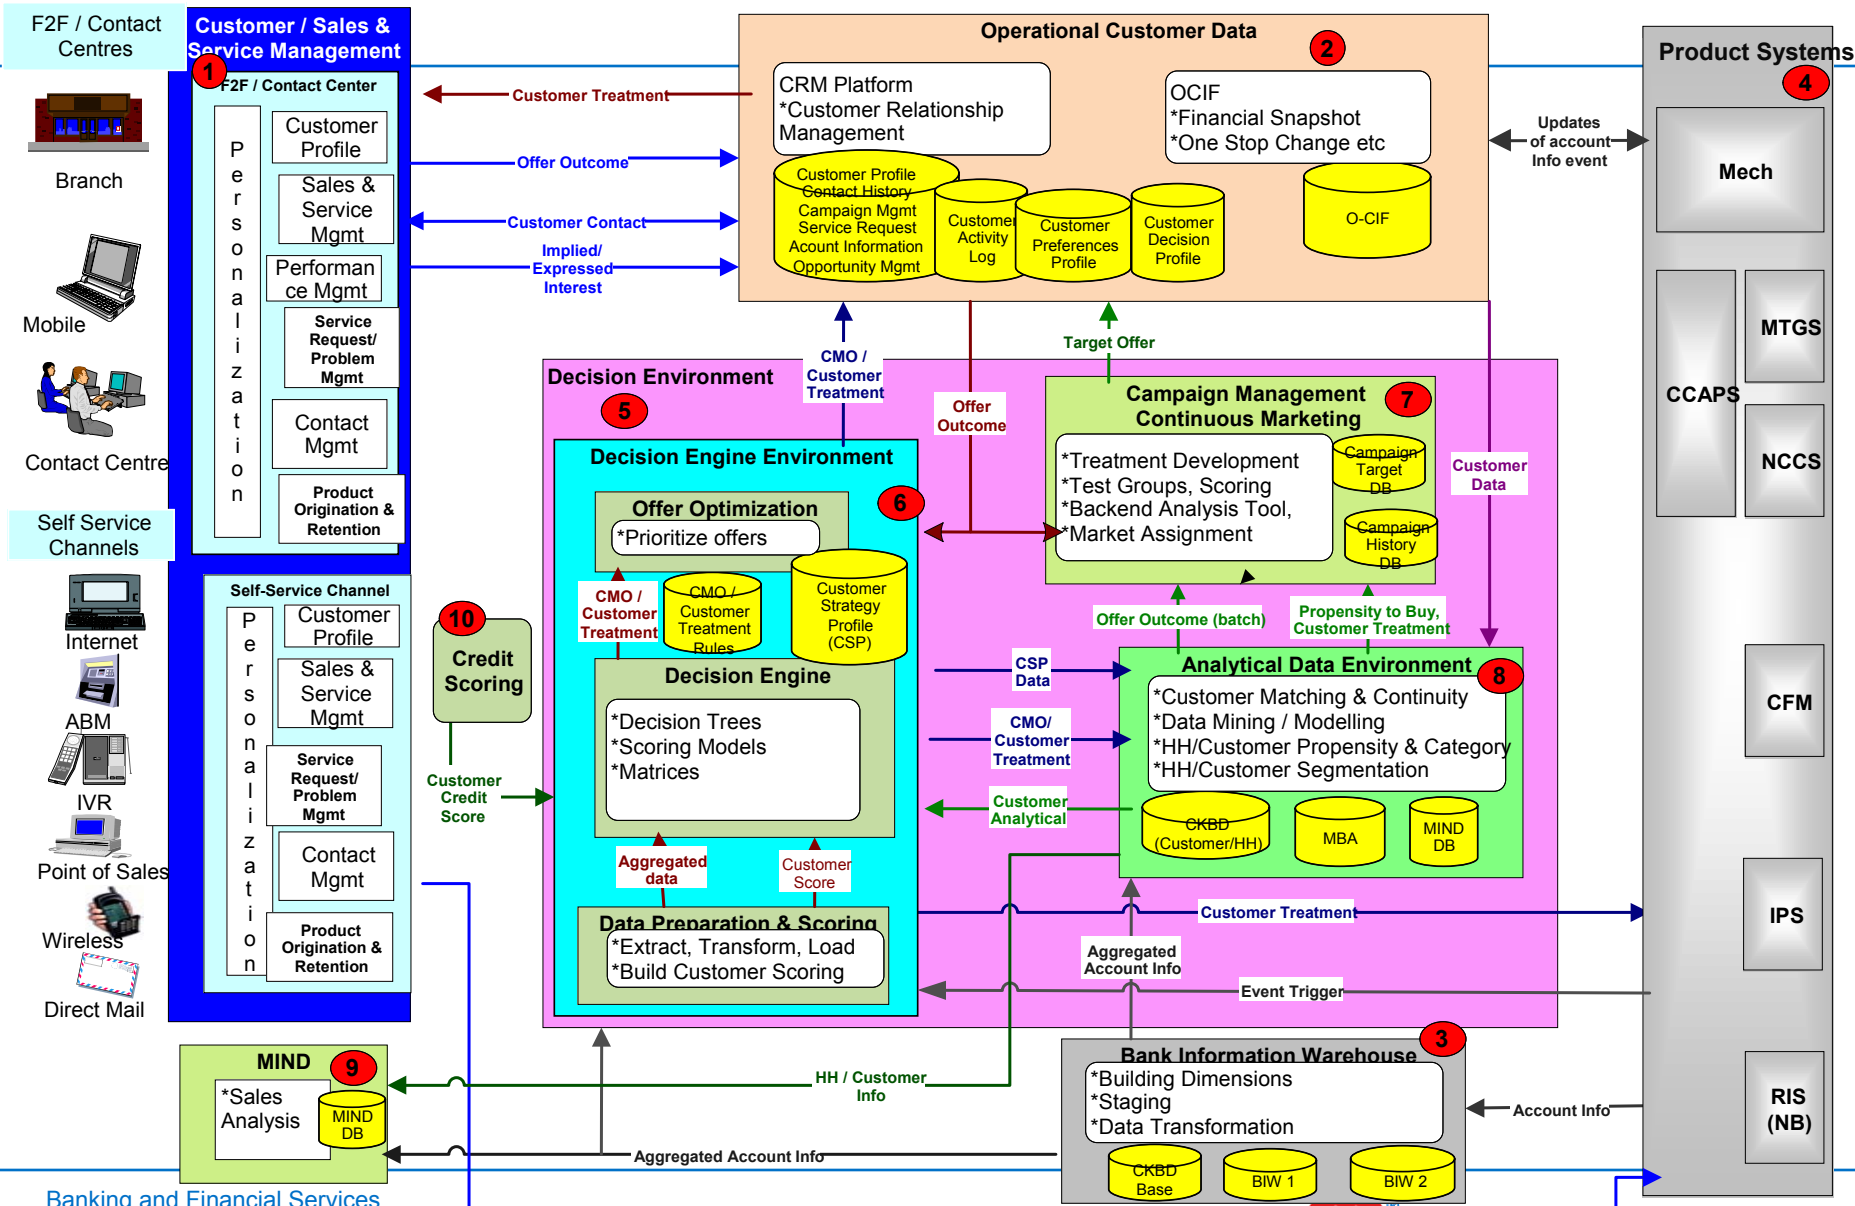 F2F / Contact
Centres
Branch
Mobile
Contact Centre
Self Service
Channels
Internet
ABM
IVR
Point of Sales
Wireless
Direct Mail
Customer / Sales &
Service Management
1
F2F / Contact Center
Personalization
Customer
Profile
Sales &
Service
Mgmt
Performan
ce Mgmt
Service
Request/
Problem
Mgmt
Contact
Mgmt
Product
Origination &
Retention
Self-Service Channel
Personalization
Customer
Profile
Sales &
Service
Mgmt
Service
Request/
Problem
Mgmt
Contact
Mgmt
Product
Origination &
Retention
Customer Treatment
Offer Outcome
Customer Contact
Implied/
Expressed
Interest
Operational Customer Data
2
CRM Platform
*Customer Relationship
Management
OCIF
*Financial Snapshot
*One Stop Change etc
Customer Profile
Contact History
Campaign Mgmt
Service Request
Acount Information
Opportunity Mgmt
Customer
Activity
Log
Customer
Preferences
Profile
Customer
Decision
Profile
O-CIF
Updates
of account
Info event
Product Systems
4
Mech
CCAPS
MTGS
NCCS
CFM
IPS
RIS
(NB)
CMO /
Customer
Treatment
Offer
Outcome
Target Offer
Customer
Data
Decision Environment
5
Decision Engine Environment
6
Offer Optimization
*Prioritize offers
CMO /
Customer
Treatment
CMO /
Customer
Treatment
Rules
Customer
Strategy
Profile
(CSP)
Decision Engine
*Decision Trees
*Scoring Models
*Matrices
Aggregated
data
Customer
Score
Data Preparation & Scoring
*Extract, Transform, Load
*Build Customer Scoring
10
Credit
Scoring
Customer
Credit
Score
Campaign Management
Continuous Marketing
7
*Treatment Development
*Test Groups, Scoring
*Backend Analysis Tool,
*Market Assignment
Campaign
Target
DB
Campaign
History
DB
Offer Outcome (batch)
Propensity to Buy,
Customer Treatment
CSP
Data
CMO/
Customer
Treatment
Customer
Analytical
Analytical Data Environment
8
*Customer Matching & Continuity
*Data Mining / Modelling
*HH/Customer Propensity & Category
*HH/Customer Segmentation
CKBD
(Customer/HH)
MBA
MIND
DB
Customer Treatment
Aggregated
Account Info
Event Trigger
MIND
9
*Sales
Analysis
MIND
DB
HH / Customer
Info
Aggregated Account Info
Bank Information Warehouse
3
*Building Dimensions
*Staging
*Data Transformation
CKBD
Base
BIW 1
BIW 2
Account Info
Banking and Financial Services